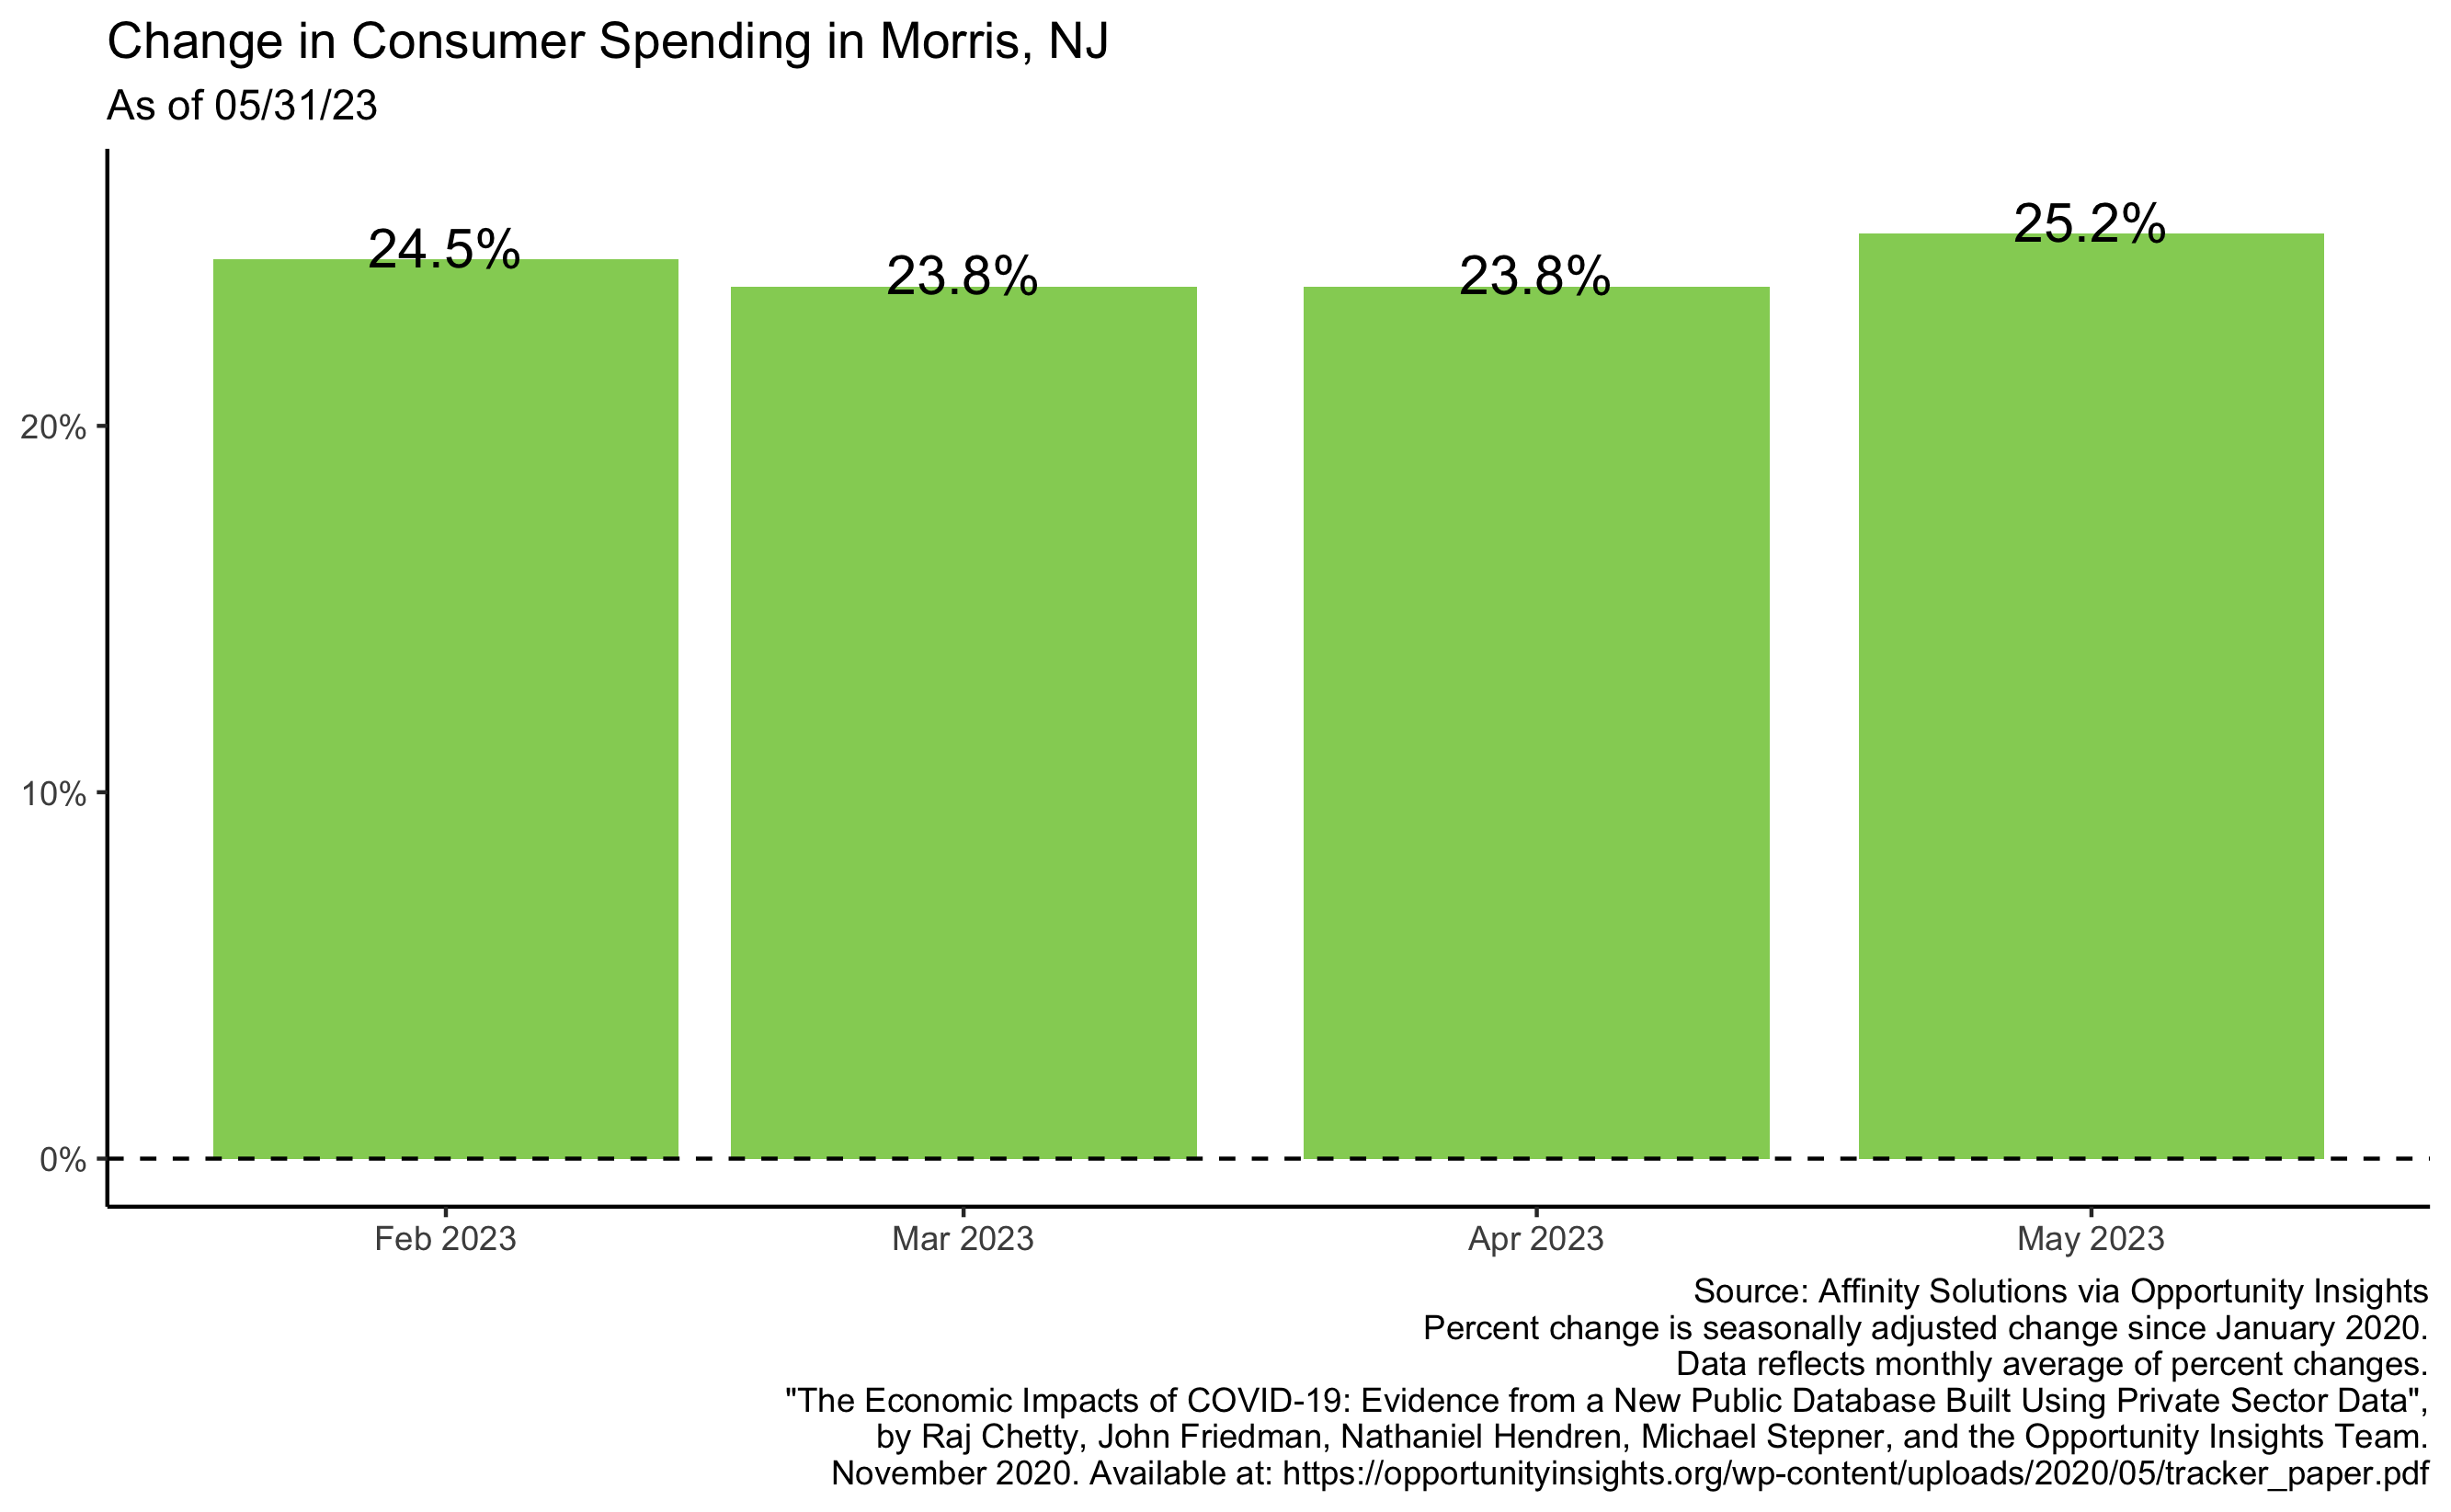 Change in Consumer Spending in Morris, NJ
As of 05/31/23
24.5%
23.8%
23.8%
25.2%
20%
10%
0%
Feb 2023
Mar 2023
Apr 2023
May 2023
Source: Affinity Solutions via Opportunity Insights
Percent change is seasonally adjusted change since January 2020.
Data reflects monthly average of percent changes.
"The Economic Impacts of COVID-19: Evidence from a New Public Database Built Using Private Sector Data",
by Raj Chetty, John Friedman, Nathaniel Hendren, Michael Stepner, and the Opportunity Insights Team.
November 2020. Available at: https://opportunityinsights.org/wp-content/uploads/2020/05/tracker_paper.pdf